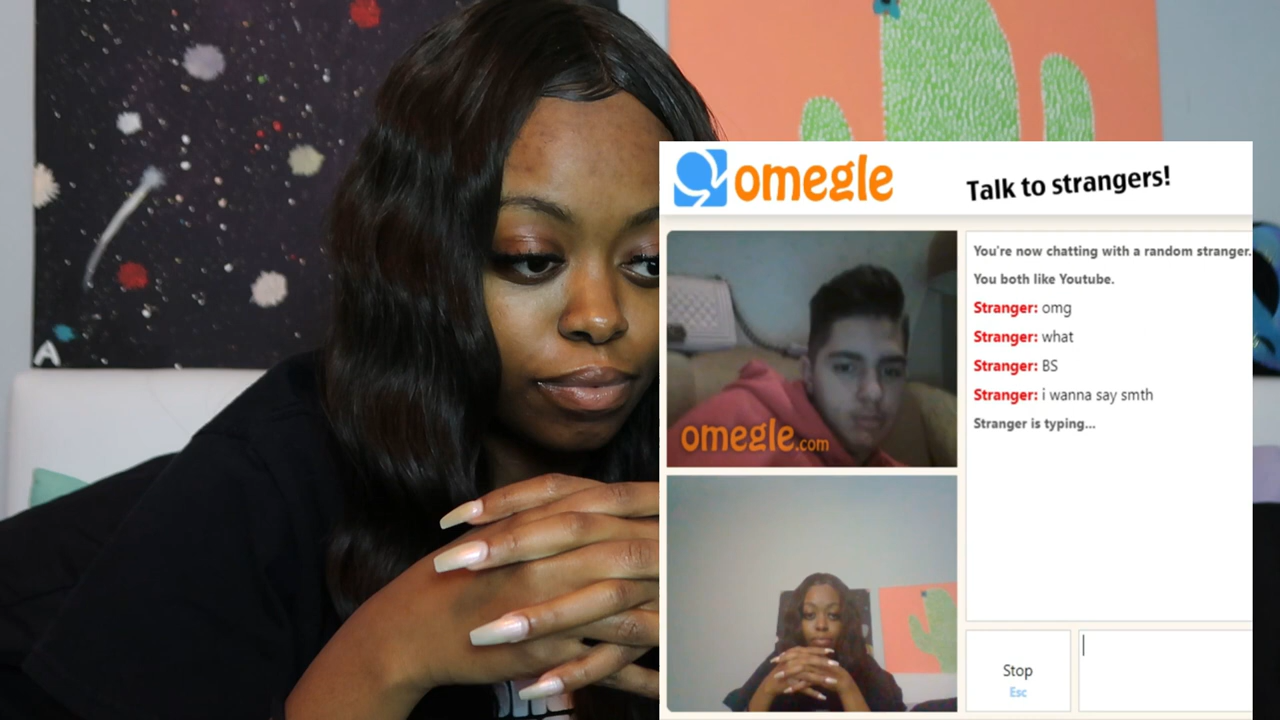 A
omegle
Talk to strangers!
You're now chatting with a random stranger.
You both like Youtube.
Stranger: omg
Stranger: what
Stranger: BS
Stranger: i wanna say smth
Stranger is typing...
omegle.com
Stop
Esc